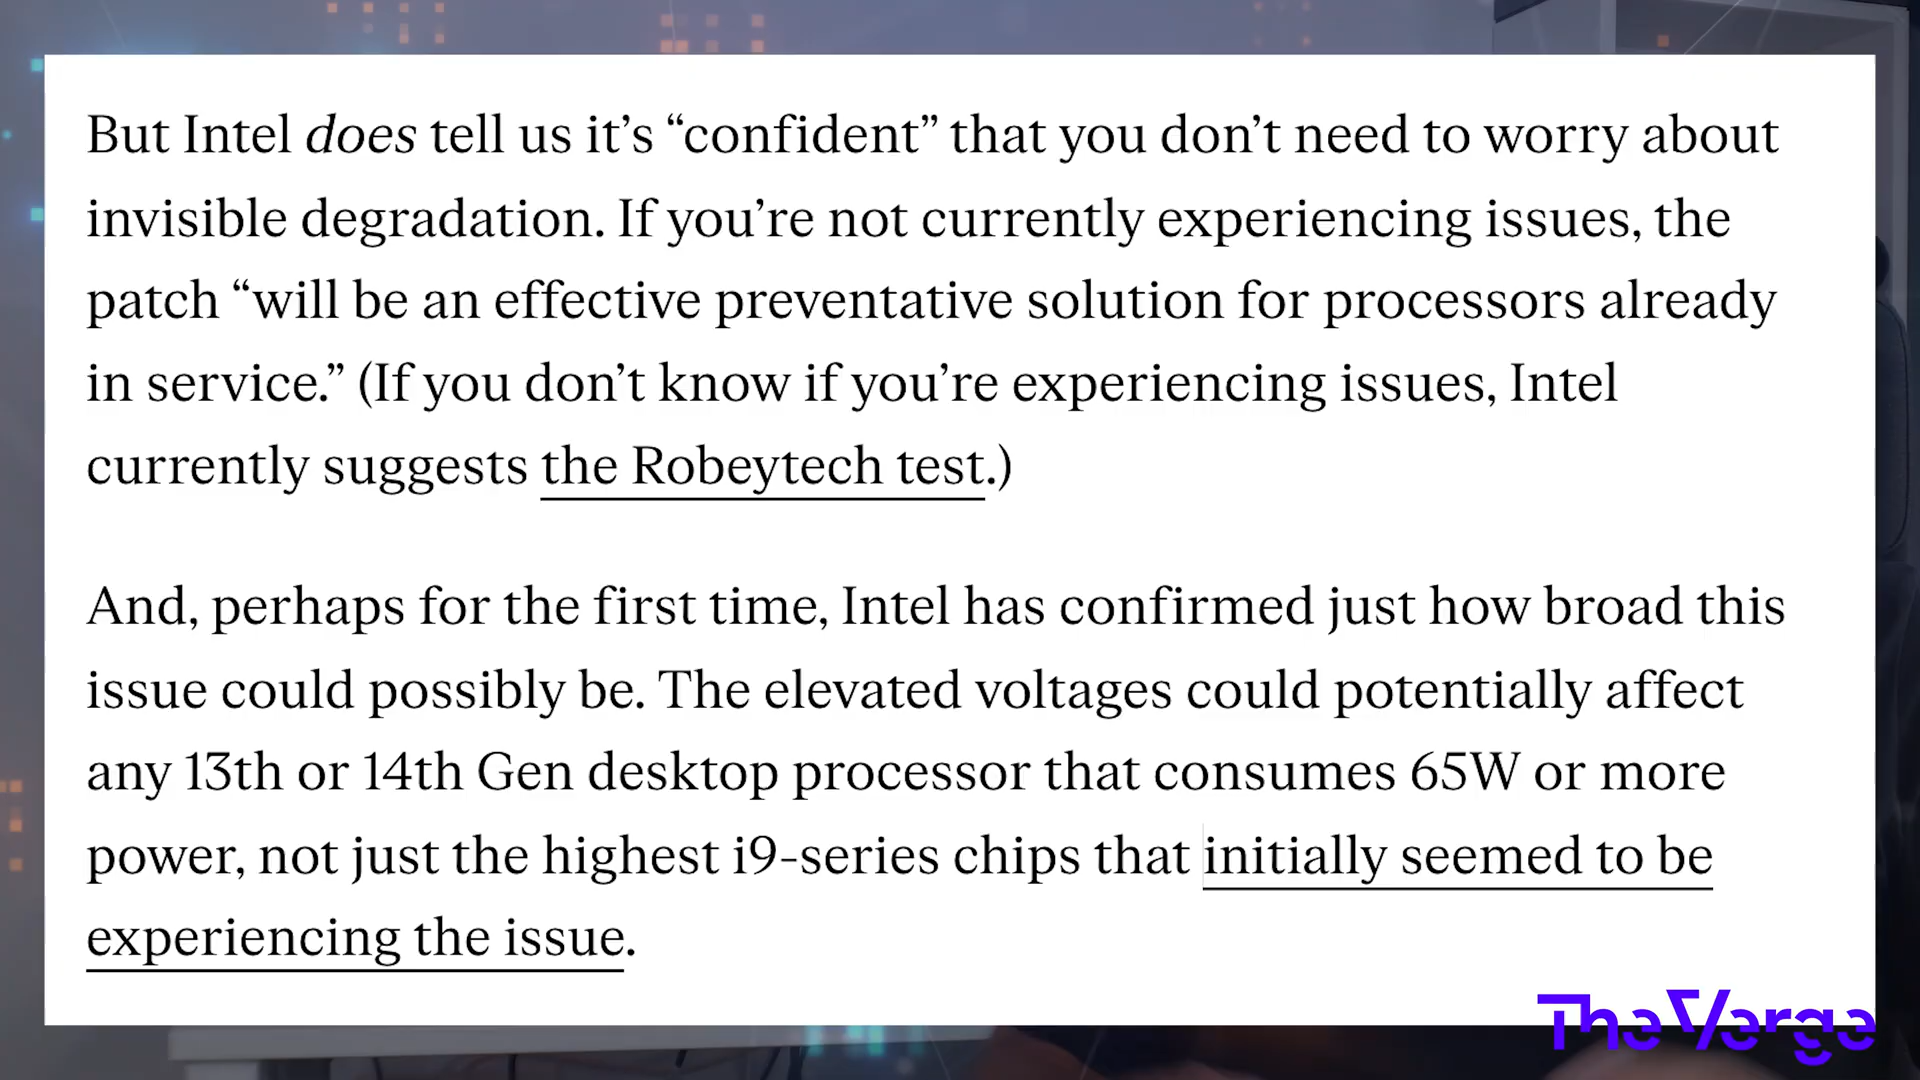 But Intel does tell us it’s “confident” that you don’t need to worry about
invisible degradation. If you’re not currently experiencing issues, the
patch “will be an effective preventative solution for processors already
in service.” (If you don’t know if you’re experiencing issues, Intel
currently suggests the Robeytech test.)
And, perhaps for the first time, Intel has confirmed just how broad this
issue could possibly be. The elevated voltages could potentially affect
any 13th or 14th Gen desktop processor that consumes 65W or more
power, not just the highest i9-series chips that initially seemed to be
experiencing the issue.
The Verge